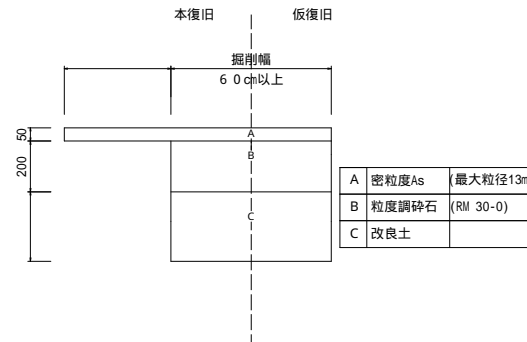 本復旧 仮復旧
掘削幅
60㎝以上
50
200
A
B
C
A 密粒度As (最大粒径13m
B 粒度調砕石 (RM 30-0)
C 改良土